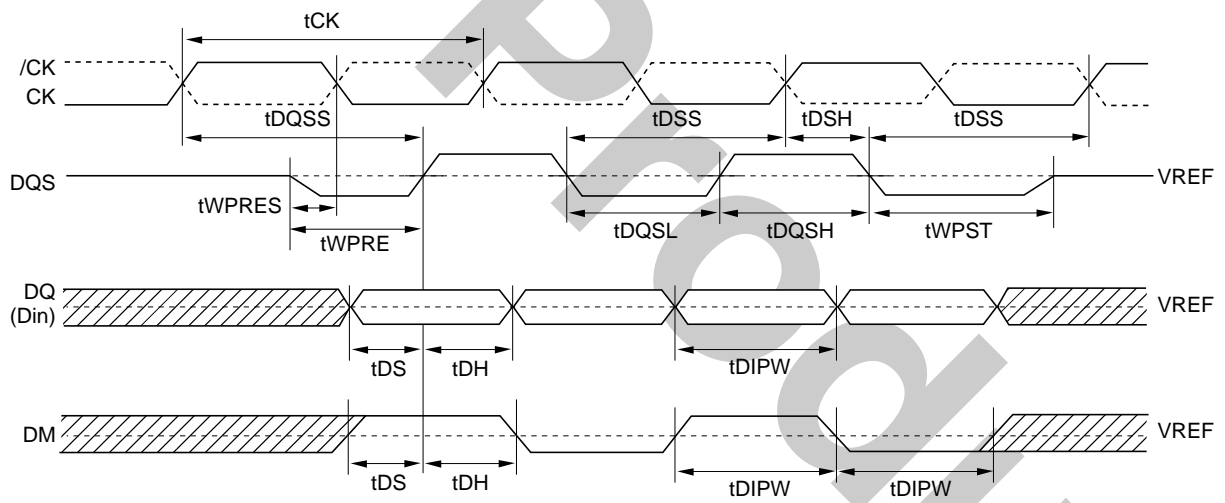 tCK
/CK
CK
tDQSS
tDSS
tDSH
tDSS
DQS
VREF
tWPRES
tWPRE
tDQSL
tDQSH
tWPST
DQ
(Din)
VREF
tDS
tDH
tDIPW
DM
VREF
tDS
tDH
tDIPW
tDIPW
Prod